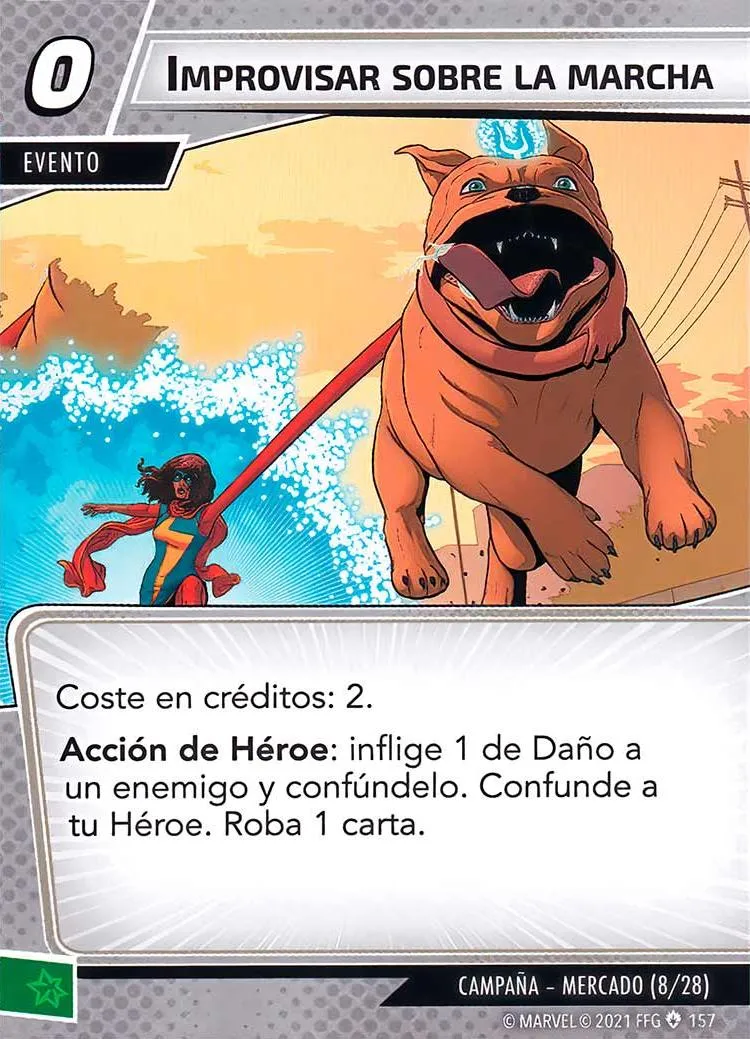 0
IMPROVISAR SOBRE LA MARCHA
EVENTO
Coste en créditos: 2.
Acción de Héroe: inflige 1 de Daño a
un enemigo y confúndelo. Confunde a
tu Héroe. Roba 1 carta.
CAMPAÑA – MERCADO (8/28)
© MARVEL © 2021 FFG 157